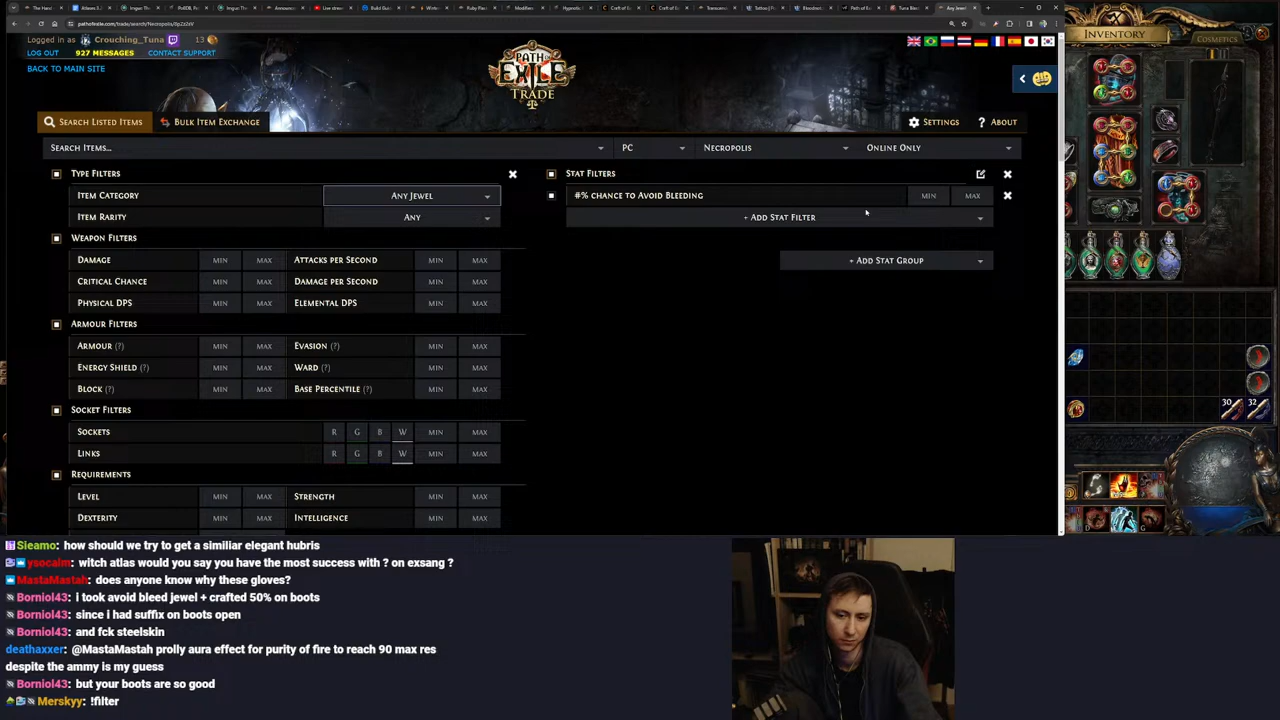 Logged in as Crouching_Tuna 13
LOG OUT 927 MESSAGES CONTACT SUPPORT
BACK TO MAIN SITE
PATH OF EXILE
TRADE
SEARCH LISTED ITEMS BULK ITEM EXCHANGE SETTINGS ? ABOUT
SEARCH ITEMS... PC NECROPOLIS ONLINE ONLY
TYPE FILTERS
ITEM CATEGORY ANY JEWEL
ITEM RARITY ANY
WEAPON FILTERS
DAMAGE MIN MAX ATTACKS PER SECOND MIN MAX
CRITICAL CHANCE MIN MAX DAMAGE PER SECOND MIN MAX
PHYSICAL DPS MIN MAX ELEMENTAL DPS MIN MAX
ARMOUR FILTERS
ARMOUR (?) MIN MAX EVASION (?) MIN MAX
ENERGY SHIELD (?) MIN MAX WARD (?) MIN MAX
BLOCK (?) MIN MAX BASE PERCENTILE (?) MIN MAX
SOCKET FILTERS
SOCKETS R G B W MIN MAX
LINKS R G B W MIN MAX
REQUIREMENTS
LEVEL MIN MAX STRENGTH MIN MAX
DEXTERITY MIN MAX INTELLIGENCE MIN MAX
STAT FILTERS
#% CHANCE TO AVOID BLEEDING MIN MAX
+ ADD STAT FILTER
+ ADD STAT GROUP
INVENTORY COSMETICS
30 32
Sieamo: how should we try to get a similiar elegant hubris
ysocalm: witch atlas would you say you have the most success with ? on exsang ?
MastaMastah: does anyone know why these gloves?
Borniol43: i took avoid bleed jewel + crafted 50% on boots
Borniol43: since i had suffix on boots open
Borniol43: and fck steelskin
deathaxxer: @MastaMastah prolly aura effect for purity of fire to reach 90 max res
despite the ammy is my guess
Borniol43: but your boots are so good
Merskyy: !filter